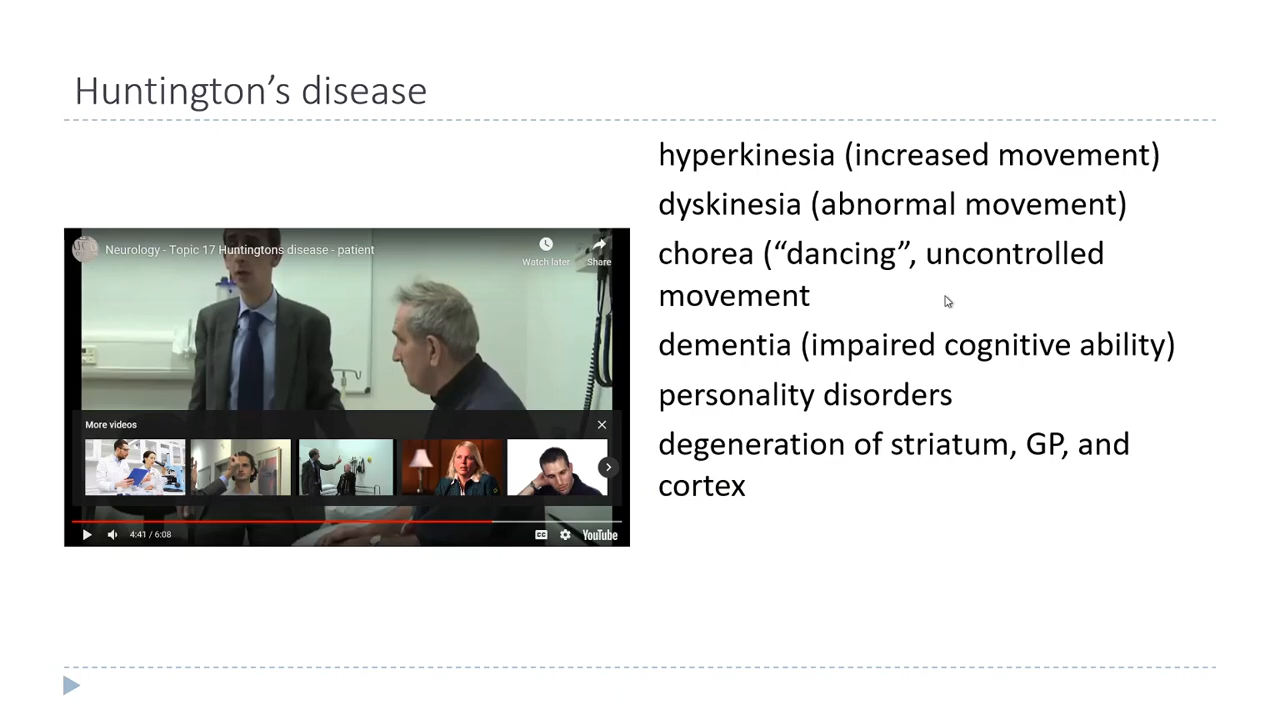 Huntington’s disease
hyperkinesia (increased movement)
dyskinesia (abnormal movement)
chorea (“dancing”, uncontrolled
movement
dementia (impaired cognitive ability)
personality disorders
degeneration of striatum, GP, and
cortex
Neurology - Topic 17 Huntingtons disease - patient
Watch later
Share
More videos
4:41 / 6:08
CC
YouTube